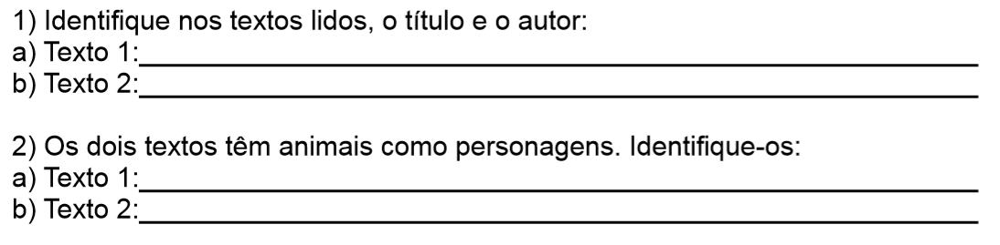 1) Identifique nos textos lidos, o título e o autor:
a) Texto 1:
b) Texto 2:
2) Os dois textos têm animais como personagens. Identifique-os:
a) Texto 1:
b) Texto 2: